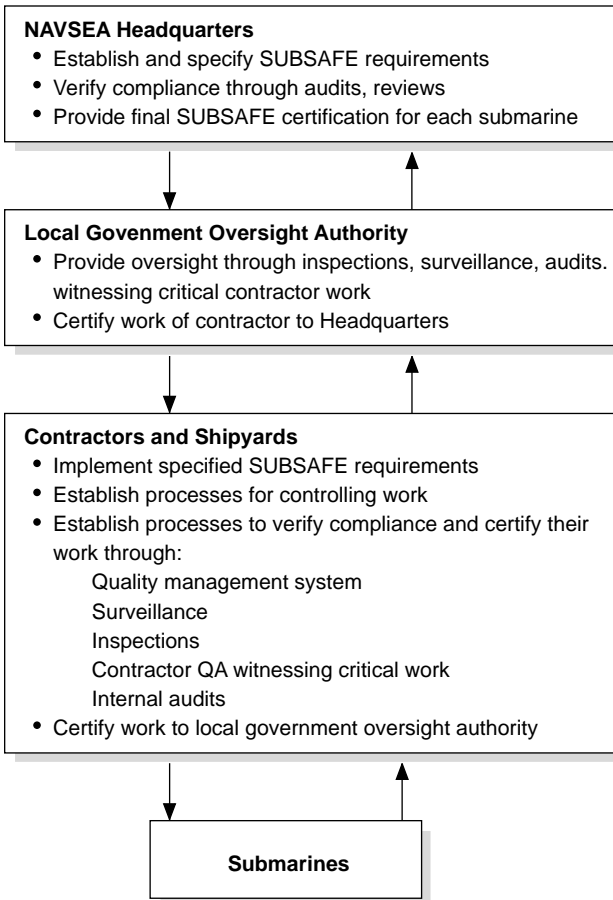 NAVSEA Headquarters
• Establish and specify SUBSAFE requirements
• Verify compliance through audits, reviews
• Provide final SUBSAFE certification for each submarine
Local Govenment Oversight Authority
• Provide oversight through inspections, surveillance, audits.
witnessing critical contractor work
• Certify work of contractor to Headquarters
Contractors and Shipyards
• Implement specified SUBSAFE requirements
• Establish processes for controlling work
• Establish processes to verify compliance and certify their
work through:
Quality management system
Surveillance
Inspections
Contractor QA witnessing critical work
Internal audits
• Certify work to local government oversight authority
Submarines